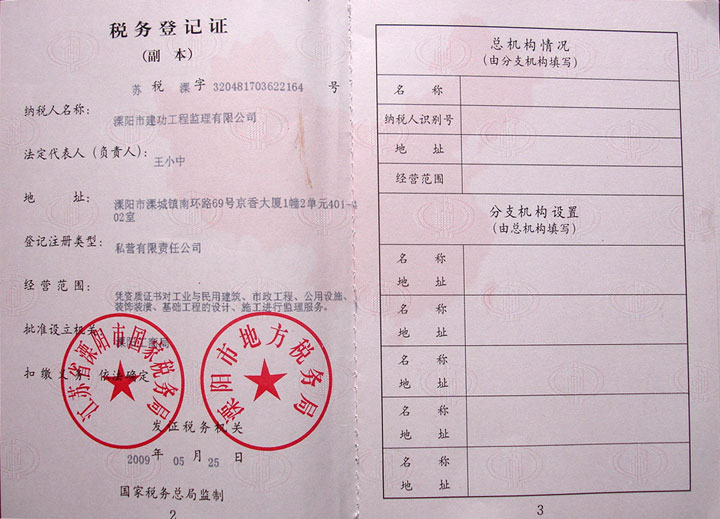 税务登记证
（副 本）
苏 税 溧 字 320481703622164 号
纳税人名称：
溧阳市建功工程监理有限公司
法定代表人（负责人）：
王小中
地 址：
溧阳市溧城镇南环路69号京香大厦1幢2单元401-
02室
登记注册类型：
私营有限责任公司
经营范围：
凭资质证书对工业与民用建筑、市政工程、公用设施、
装饰装潢、基础工程的设计、施工进行监理服务。
批准设立机关
溧阳工商局
扣缴义务：依法确定
江苏省溧阳市国家税务局
溧阳市地方税务局
发证税务机关
2009 年 05 月 25 日
国家税务总局监制
2
总机构情况
（由分支机构填写）
名 称
纳税人识别号
地 址
经营范围
分支机构设置
（由总机构填写）
名 称
地 址
名 称
地 址
名 称
地 址
名 称
地 址
名 称
地 址
3